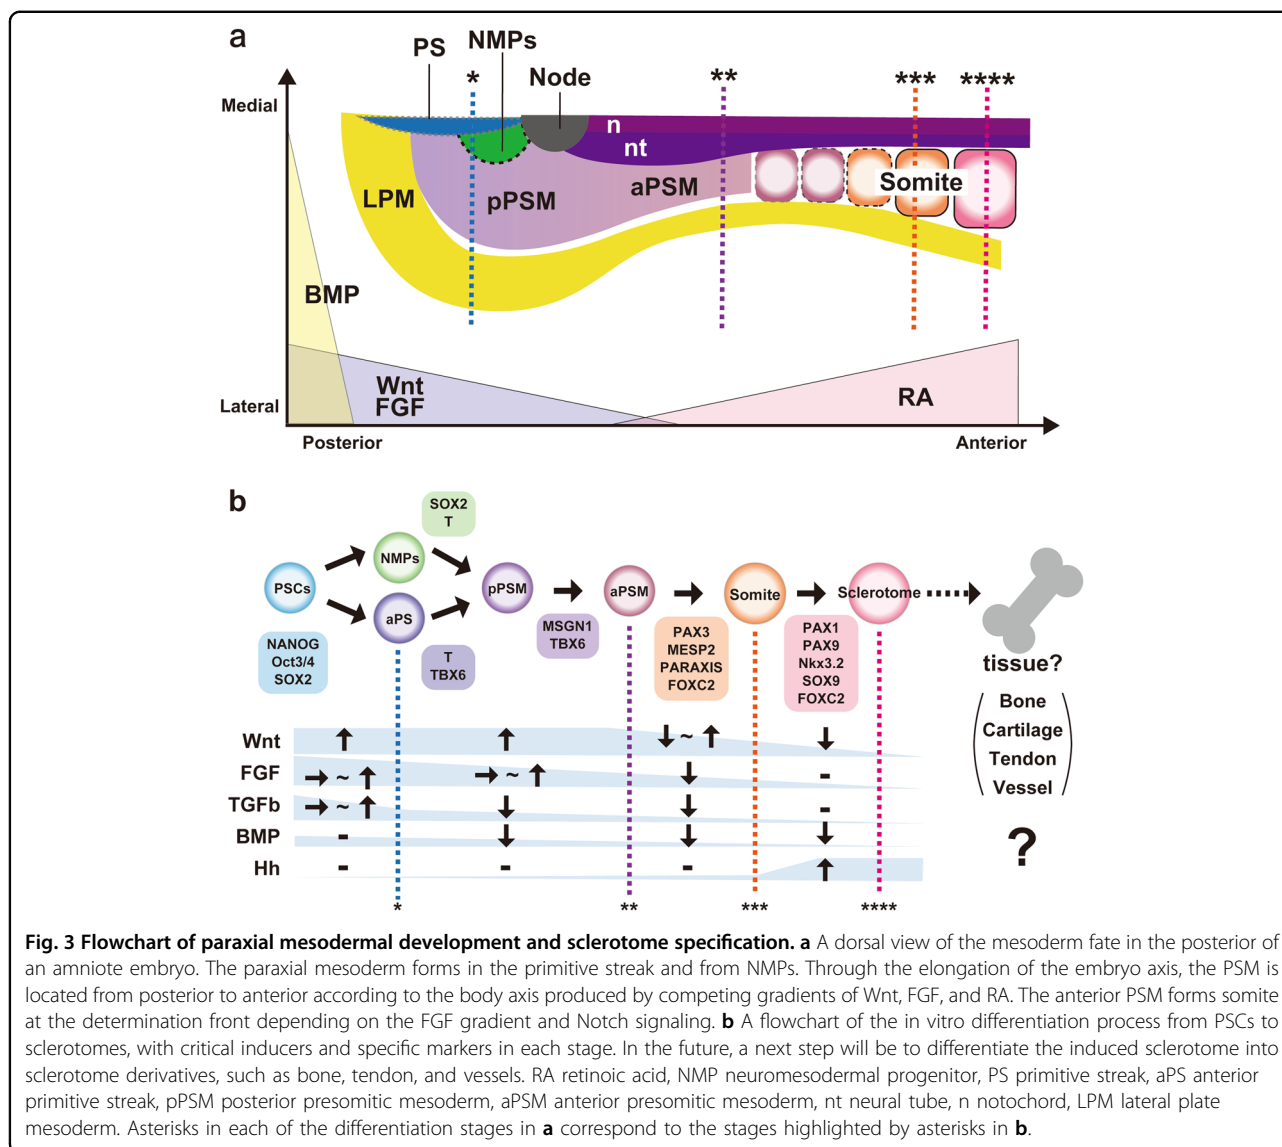 a
PS
NMPs
Node
*
**
***
****
Medial
n
nt
LPM
pPSM
aPSM
Somite
BMP
Wnt
FGF
RA
Lateral
Posterior
Anterior
b
SOX2
T
PSCs
NMPs
aPS
pPSM
aPSM
Somite
Sclerotome
NANOG
Oct3/4
SOX2
T
TBX6
MSGN1
TBX6
PAX3
MESP2
PARAXIS
FOXC2
PAX1
PAX9
Nkx3.2
SOX9
FOXC2
tissue?
(Bone
Cartilage
Tendon
Vessel)
?
Wnt ↑ ↑ ↓ ~ ↑ ↓
FGF → ~ ↑ → ~ ↑ ↓ -
TGFb → ~ ↑ ↓ ↓ -
BMP - ↓ ↓ ↓
Hh - - - ↑
* ** *** ****
Fig. 3 Flowchart of paraxial mesodermal development and sclerotome specification. a A dorsal view of the mesoderm fate in the posterior of
an amniote embryo. The paraxial mesoderm forms in the primitive streak and from NMPs. Through the elongation of the embryo axis, the PSM is
located from posterior to anterior according to the body axis produced by competing gradients of Wnt, FGF, and RA. The anterior PSM forms somite
at the determination front depending on the FGF gradient and Notch signaling. b A flowchart of the in vitro differentiation process from PSCs to
sclerotomes, with critical inducers and specific markers in each stage. In the future, a next step will be to differentiate the induced sclerotome into
sclerotome derivatives, such as bone, tendon, and vessels. RA retinoic acid, NMP neuromesodermal progenitor, PS primitive streak, aPS anterior
primitive streak, pPSM posterior presomitic mesoderm, aPSM anterior presomitic mesoderm, nt neural tube, n notochord, LPM lateral plate
mesoderm. Asterisks in each of the differentiation stages in a correspond to the stages highlighted by asterisks in b.